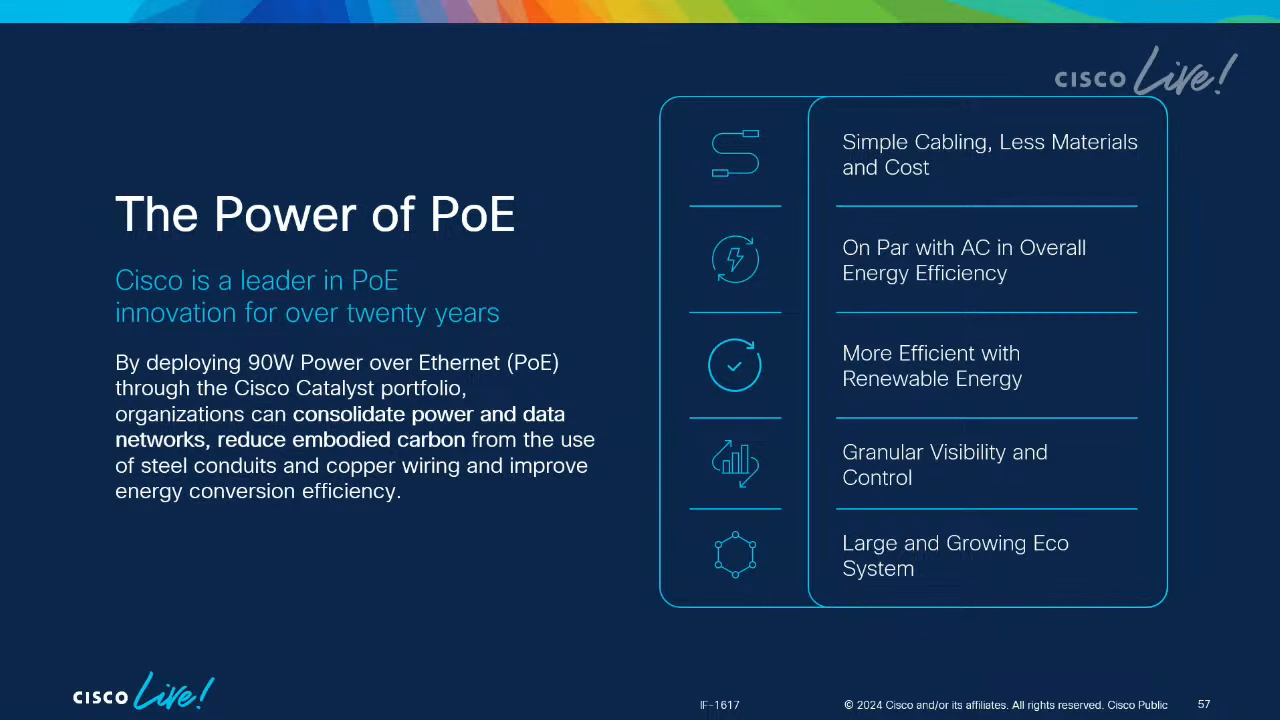 CISCO Live!
The Power of PoE
Cisco is a leader in PoE
innovation for over twenty years
By deploying 90W Power over Ethernet (PoE)
through the Cisco Catalyst portfolio,
organizations can consolidate power and data
networks, reduce embodied carbon from the use
of steel conduits and copper wiring and improve
energy conversion efficiency.
Simple Cabling, Less Materials
and Cost
On Par with AC in Overall
Energy Efficiency
More Efficient with
Renewable Energy
Granular Visibility and
Control
Large and Growing Eco
System
CISCO Live!
IF-1617
© 2024 Cisco and/or its affiliates. All rights reserved. Cisco Public
57